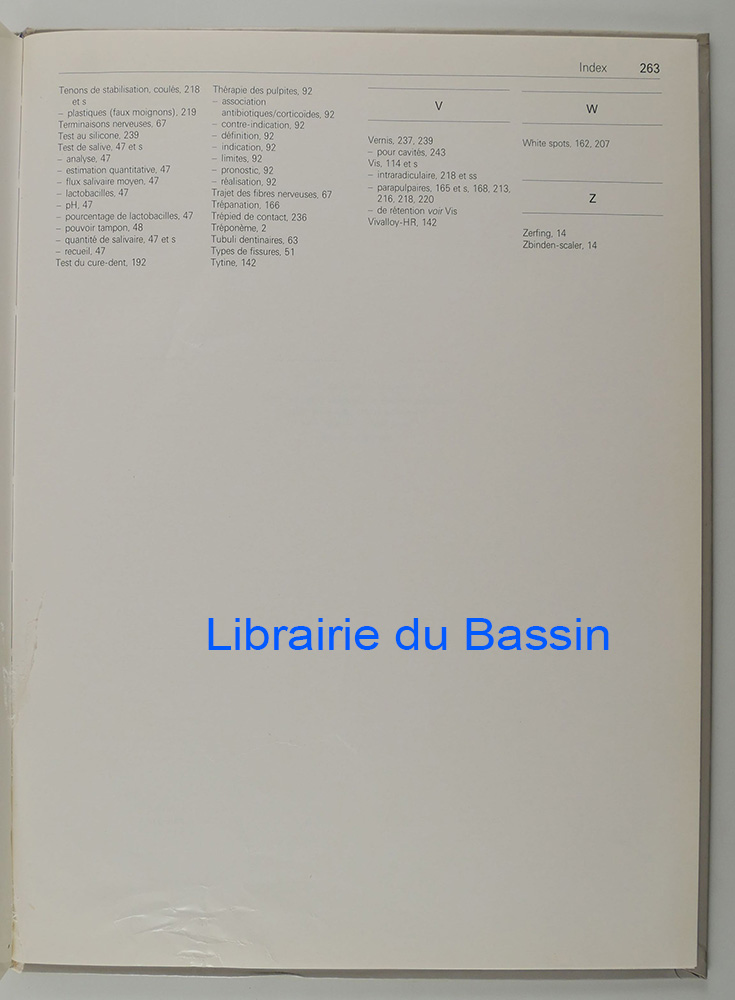 Index 263
Tenons de stabilisation, coulés, 218
et s
– plastiques (faux moignons), 219
Terminaisons nerveuses, 67
Test au silicone, 239
Test de salive, 47 et s
– analyse, 47
– estimation quantitative, 47
– flux salivaire moyen, 47
– lactobacilles, 47
– pH, 47
– pourcentage de lactobacilles, 47
– pouvoir tampon, 48
– quantité de salivaire, 47 et s
– recueil, 47
Test du cure-dent, 192
Thérapie des pulpites, 92
– association
antibiotiques/corticoïdes, 92
– contre-indication, 92
– définition, 92
– indication, 92
– limites, 92
– pronostic, 92
– réalisation, 92
Trajet des fibres nerveuses, 67
Trépanation, 166
Trépied de contact, 236
Tréponème, 2
Tubuli dentinaires, 63
Types de fissures, 51
Tytine, 142
V
Vernis, 237, 239
– pour cavités, 243
Vis, 114 et s
– intraradiculaire, 218 et ss
– parapulpaires, 165 et s, 168, 213,
216, 218, 220
– de rétention voir Vis
Vivalloy-HR, 142
W
White spots, 162, 207
Z
Zerfing, 14
Zbinden-scaler, 14
Librairie du Bassin